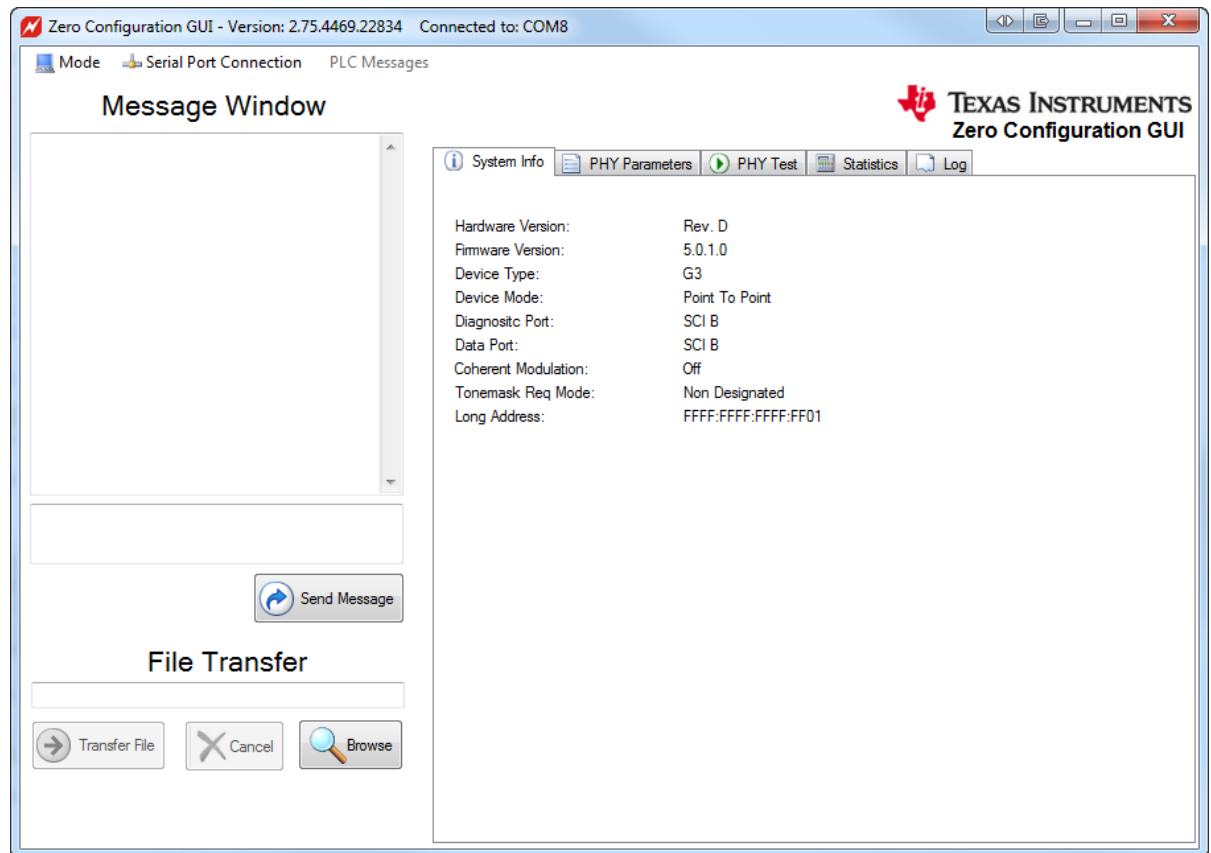 Zero Configuration GUI - Version: 2.75.4469.22834 Connected to: COM8
Mode Serial Port Connection PLC Messages
Message Window
TEXAS INSTRUMENTS
Zero Configuration GUI
System Info PHY Parameters PHY Test Statistics Log
Hardware Version: Rev. D
Firmware Version: 5.0.1.0
Device Type: G3
Device Mode: Point To Point
Diagnositc Port: SCI B
Data Port: SCI B
Coherent Modulation: Off
Tonemask Req Mode: Non Designated
Long Address: FFFF:FFFF:FFFF:FF01
Send Message
File Transfer
Transfer File Cancel Browse